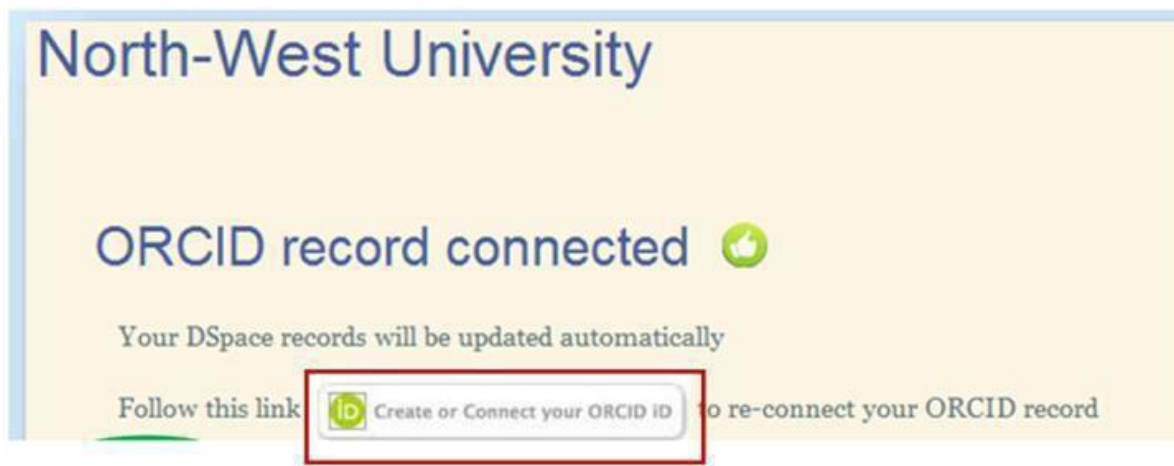 North-West University
ORCID record connected
Your DSpace records will be updated automatically
Follow this link iD Create or Connect your ORCID iD to re-connect your ORCID record